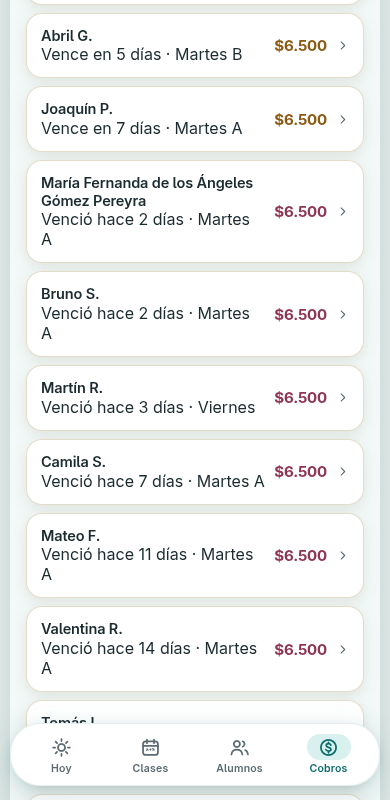 Abril G.
Vence en 5 días · Martes B
$6.500
Joaquín P.
Vence en 7 días · Martes A
$6.500
María Fernanda de los Ángeles
Gómez Pereyra
Venció hace 2 días · Martes
A
$6.500
Bruno S.
Venció hace 2 días · Martes
A
$6.500
Martín R.
Venció hace 3 días · Viernes
$6.500
Camila S.
Venció hace 7 días · Martes A
$6.500
Mateo F.
Venció hace 11 días · Martes
A
$6.500
Valentina R.
Venció hace 14 días · Martes
A
$6.500
Hoy
Clases
Alumnos
Cobros